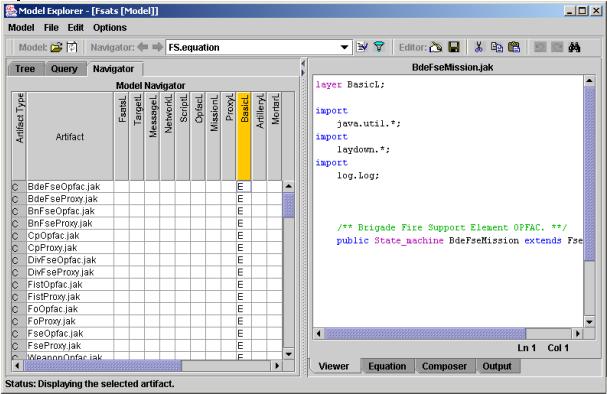 Model Explorer - [Fsats [Model]]
Model File Edit Options
Model: Navigator: FS.equation Editor:
Tree Query Navigator
Model Navigator
Artifact Type Artifact FsatsL TargetL MessageL NetworkL ScriptL OpfacL MissionL ProxyL BasicL ArtilleryL MortarL
C BdeFseOpfac.jak E
C BdeFseProxy.jak E
C BnFseOpfac.jak E
C BnFseProxy.jak E
C CpOpfac.jak E
C CpProxy.jak E
C DivFseOpfac.jak E
C DivFseProxy.jak E
C FistOpfac.jak E
C FistProxy.jak E
C FoOpfac.jak E
C FoProxy.jak E
C FseOpfac.jak E
C FseProxy.jak E
C WeaponOpfac.jak E
BdeFseMission.jak
layer BasicL;
import
java.util.*;
import
laydown.*;
import
log.Log;
/** Brigade Fire Support Element OPFAC. **/
public State_machine BdeFseMission extends Fse
Ln 1 Col 1
Viewer Equation Composer Output
Status: Displaying the selected artifact.